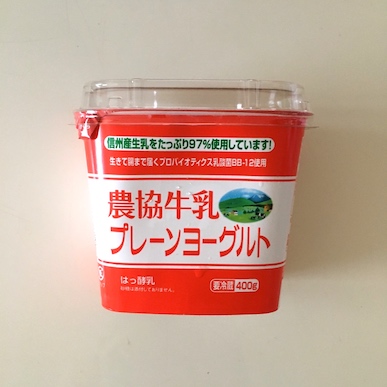 信州産生乳をたっぷり97%使用しています!
生きて腸まで届くプロバイオティクス乳酸菌BB-12使用
農協牛乳
プレーンヨーグルト
はっ酵乳
要冷蔵 400g